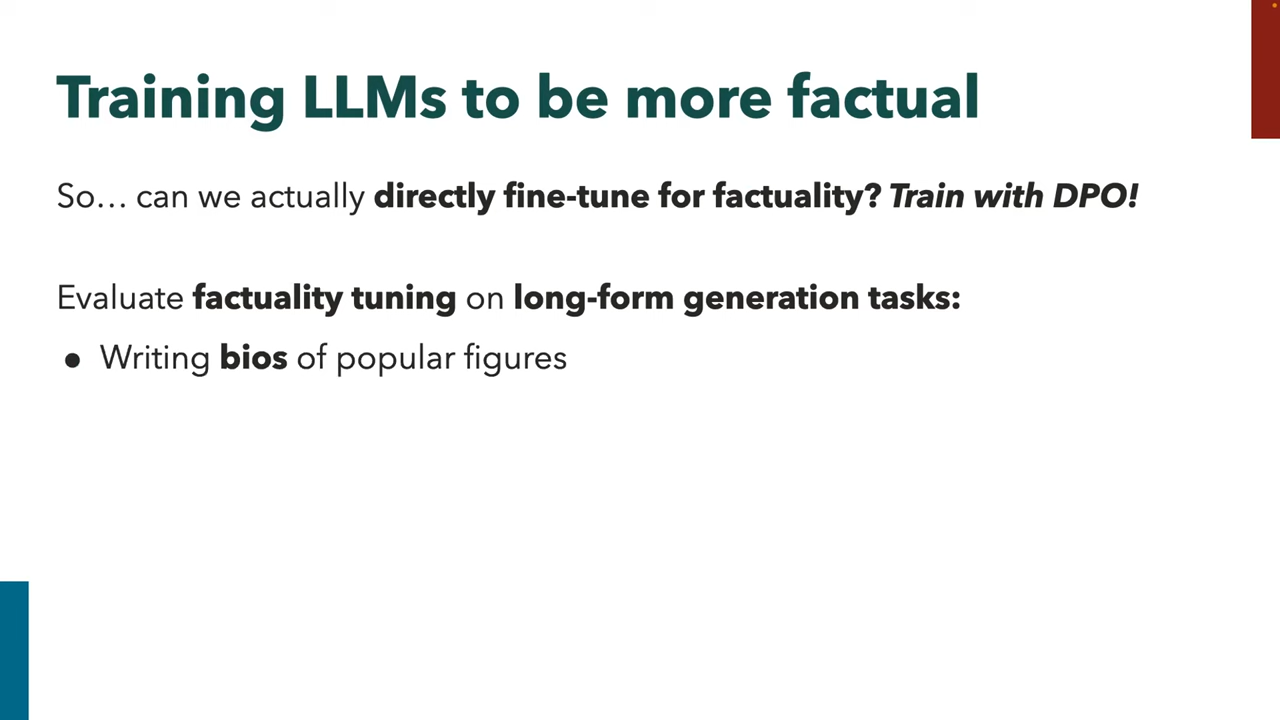 Training LLMs to be more factual
So… can we actually directly fine-tune for factuality? Train with DPO!
Evaluate factuality tuning on long-form generation tasks:
● Writing bios of popular figures